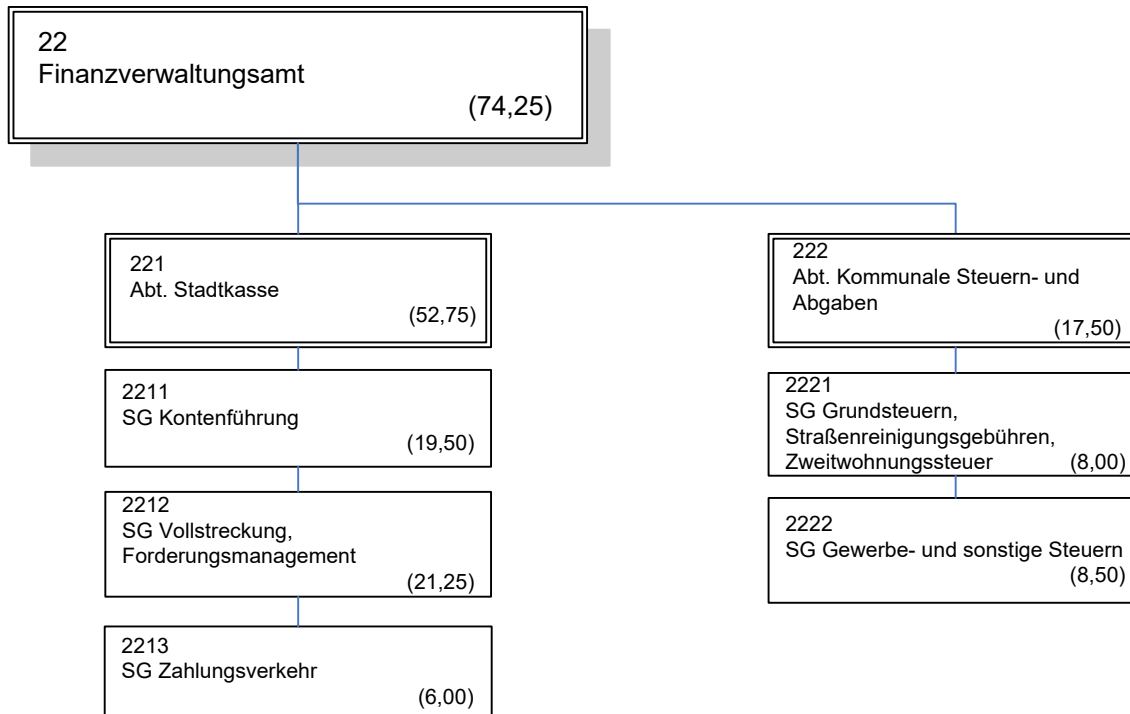 22
Finanzverwaltungsamt
(74,25)
221
Abt. Stadtkasse
(52,75)
2211
SG Kontenführung
(19,50)
2212
SG Vollstreckung,
Forderungsmanagement
(21,25)
2213
SG Zahlungsverkehr
(6,00)
222
Abt. Kommunale Steuern- und
Abgaben
(17,50)
2221
SG Grundsteuern,
Straßenreinigungsgebühren,
Zweitwohnungssteuer (8,00)
2222
SG Gewerbe- und sonstige Steuern
(8,50)